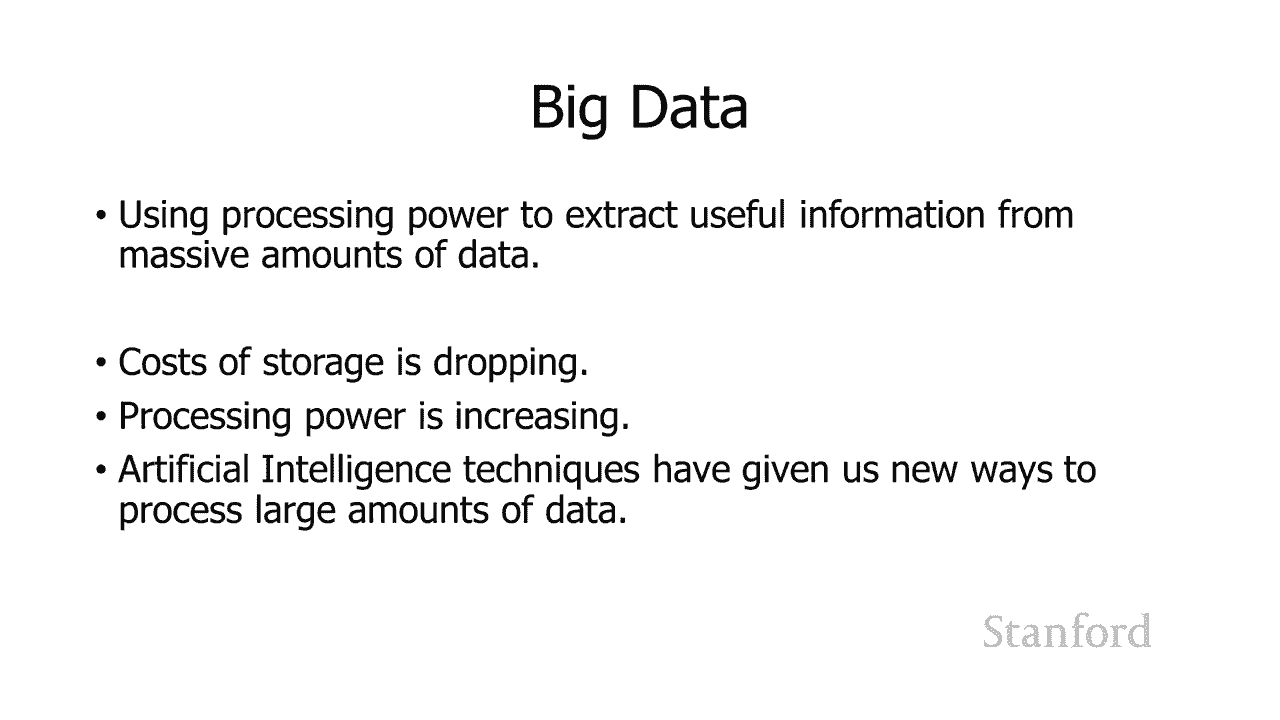 Big Data
• Using processing power to extract useful information from
massive amounts of data.
• Costs of storage is dropping.
• Processing power is increasing.
• Artificial Intelligence techniques have given us new ways to
process large amounts of data.
Stanford